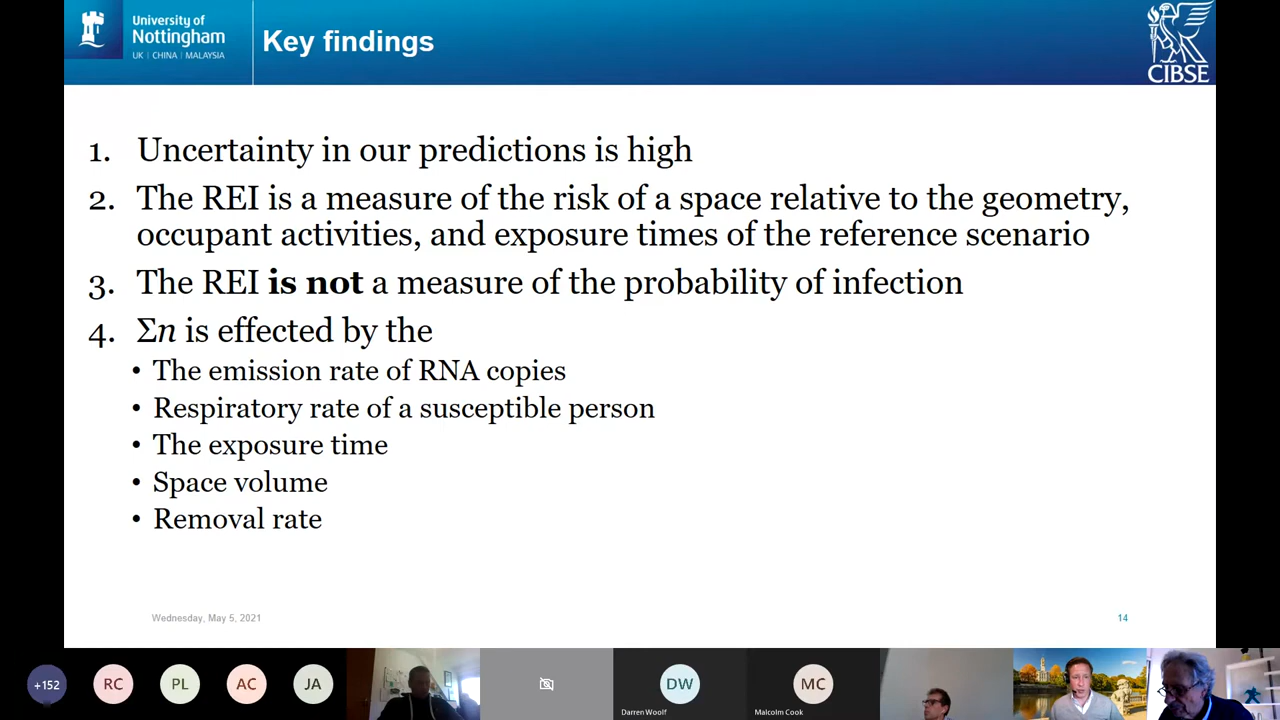 University of
Nottingham
UK | CHINA | MALAYSIA
Key findings
CIBSE
1. Uncertainty in our predictions is high
2. The REI is a measure of the risk of a space relative to the geometry,
occupant activities, and exposure times of the reference scenario
3. The REI is not a measure of the probability of infection
4. Σn is effected by the
• The emission rate of RNA copies
• Respiratory rate of a susceptible person
• The exposure time
• Space volume
• Removal rate
Wednesday, May 5, 2021
14
+152
RC
PL
AC
JA
DW
Darren Woolf
MC
Malcolm Cook